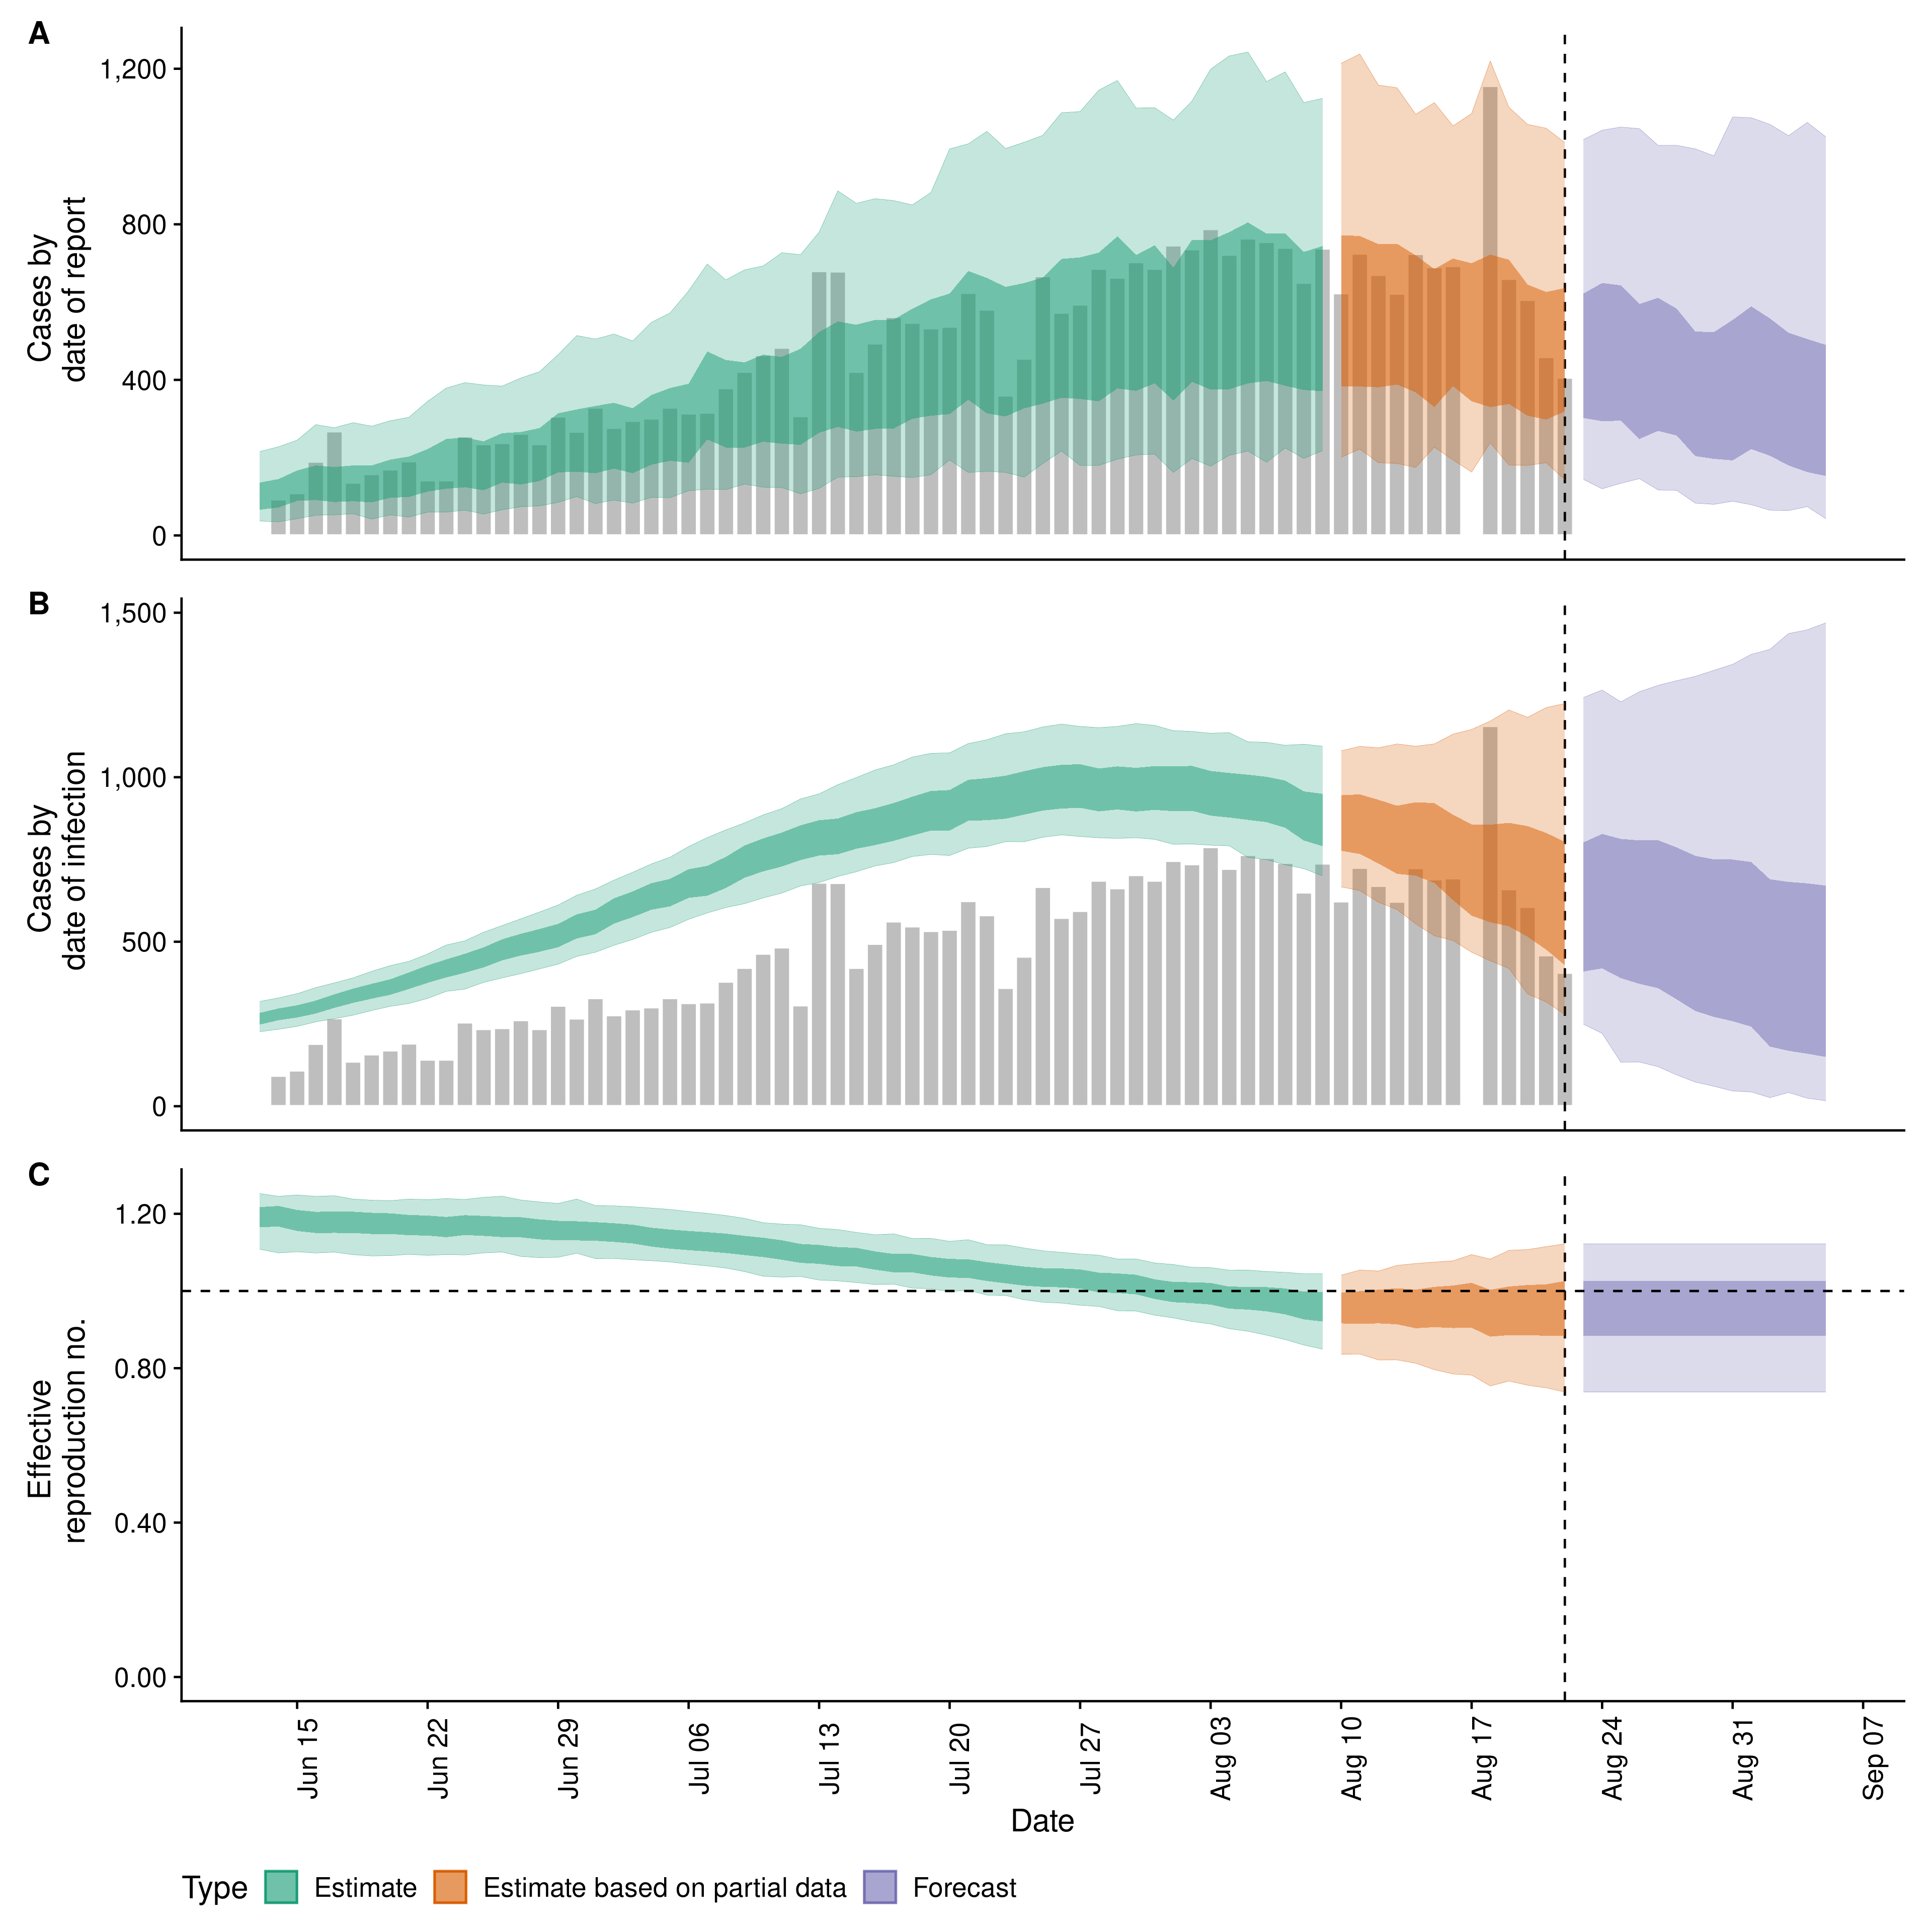 A
Cases by
date of report
1,200
800
400
0
B
Cases by
date of infection
1,500
1,000
500
0
C
Effective
reproduction no.
1.20
0.80
0.40
0.00
Jun 15
Jun 22
Jun 29
Jul 06
Jul 13
Jul 20
Jul 27
Aug 03
Aug 10
Aug 17
Aug 24
Aug 31
Sep 07
Date
Type
Estimate
Estimate based on partial data
Forecast